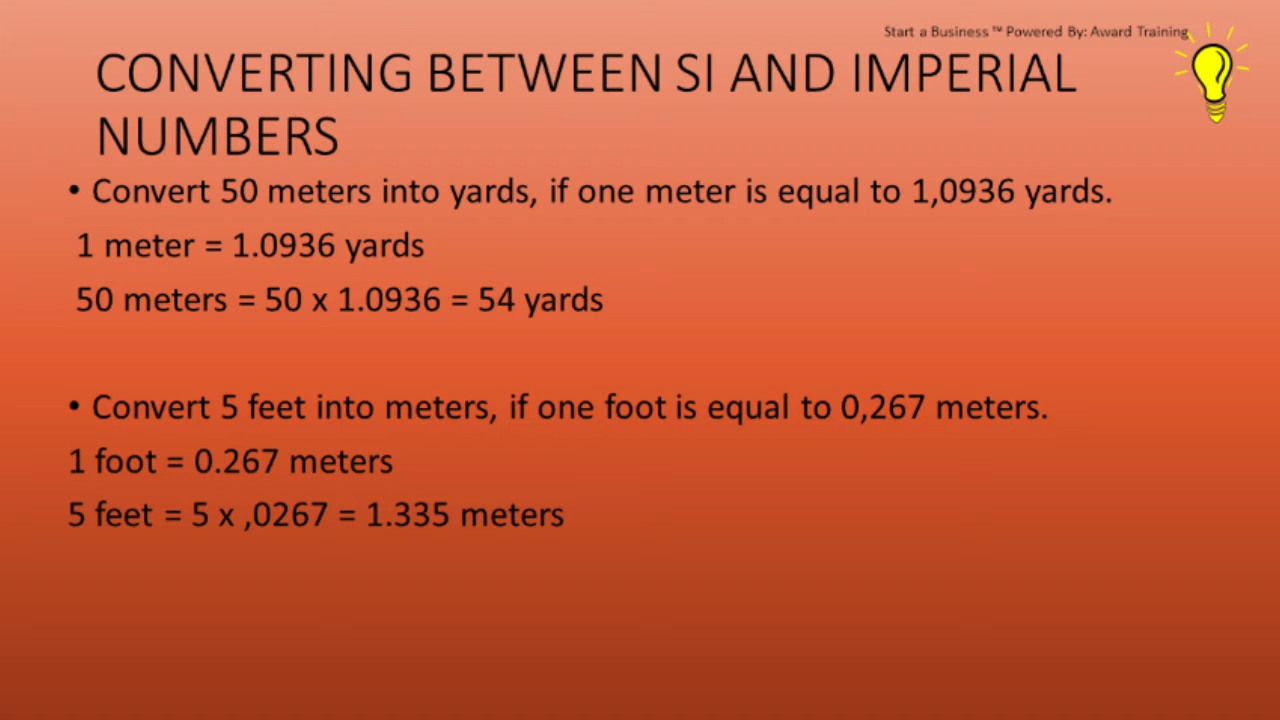 Start a Business ™ Powered By: Award Training
CONVERTING BETWEEN SI AND IMPERIAL
NUMBERS
• Convert 50 meters into yards, if one meter is equal to 1,0936 yards.
1 meter = 1.0936 yards
50 meters = 50 x 1.0936 = 54 yards
• Convert 5 feet into meters, if one foot is equal to 0,267 meters.
1 foot = 0.267 meters
5 feet = 5 x ,0267 = 1.335 meters